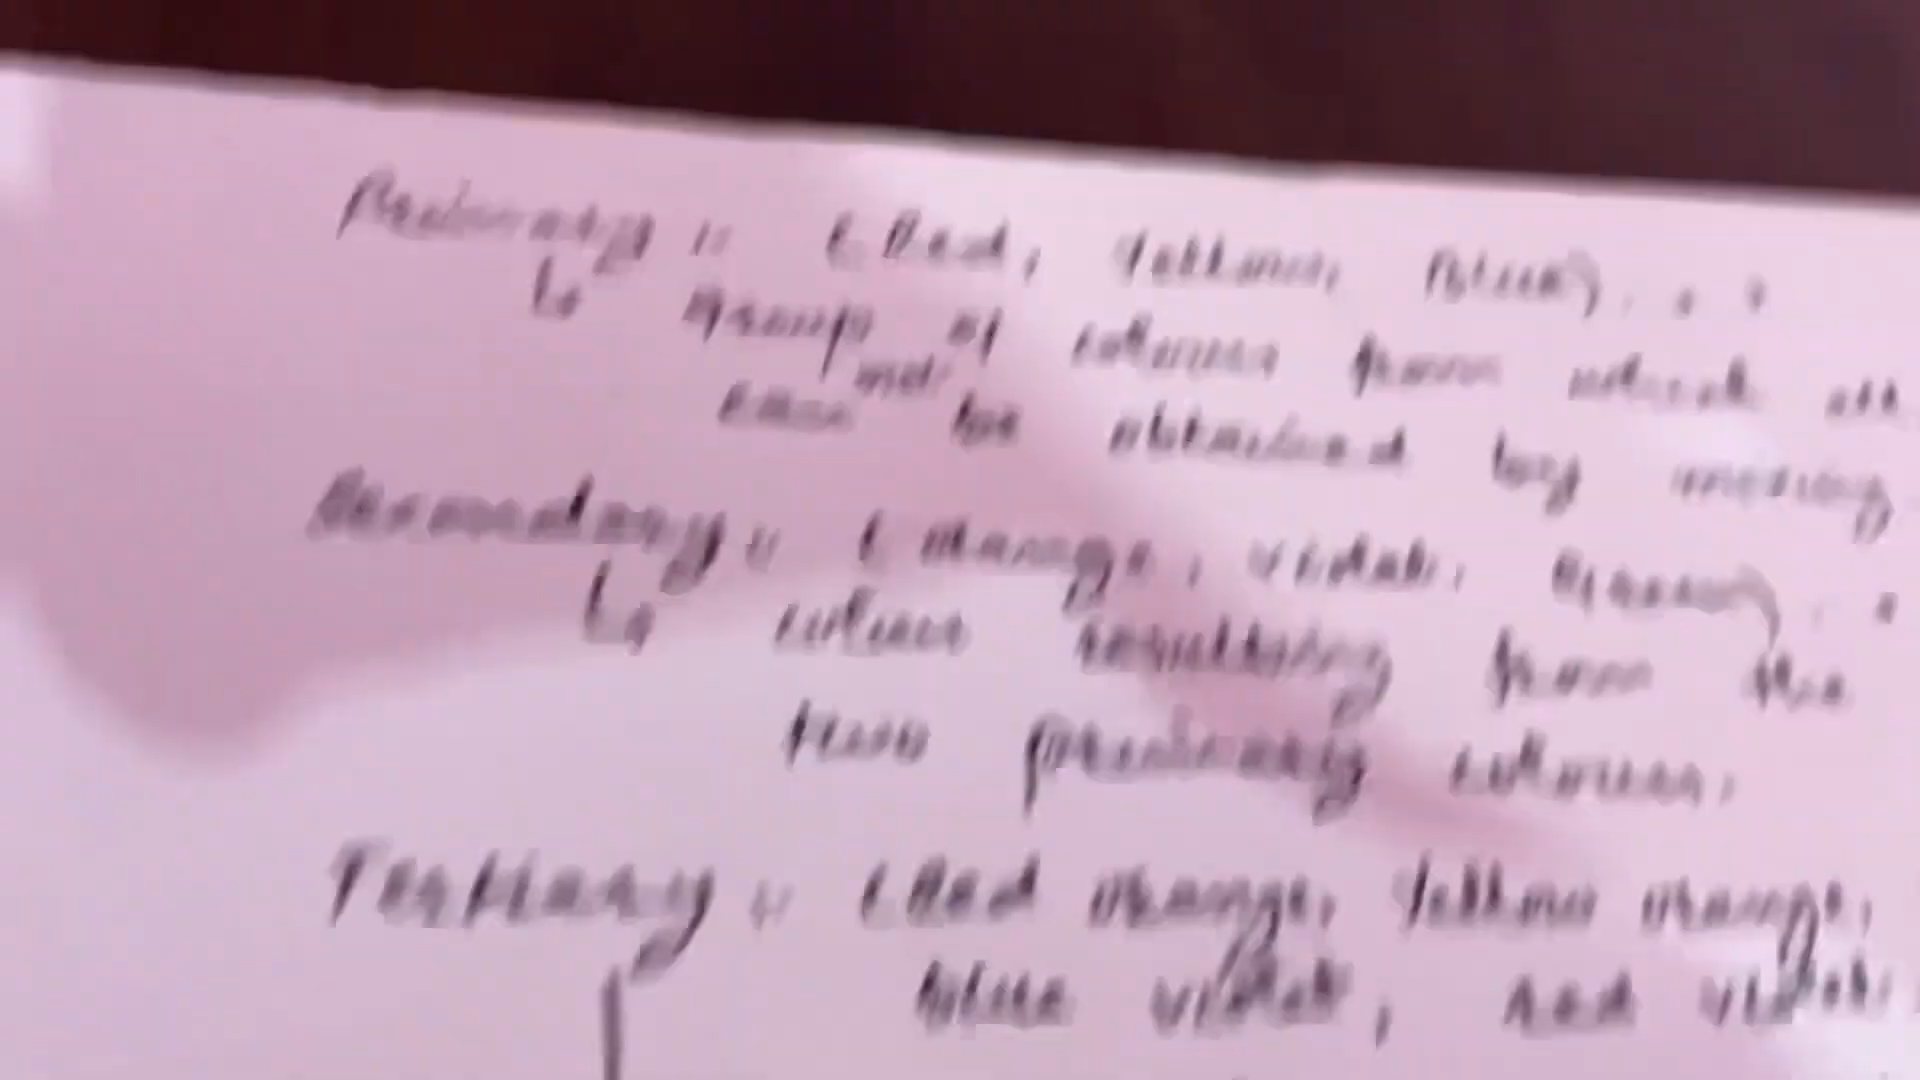 Primary :: (Red, Yellow, Blue).
↳ Group of colours from which all
can not be obtained by mixing
Secondary :: (Orange, violet, Green).
↳ colour resulting from the
two primary colours.
Tertiary :: (Red orange, Yellow orange,
blue violet, Red violet